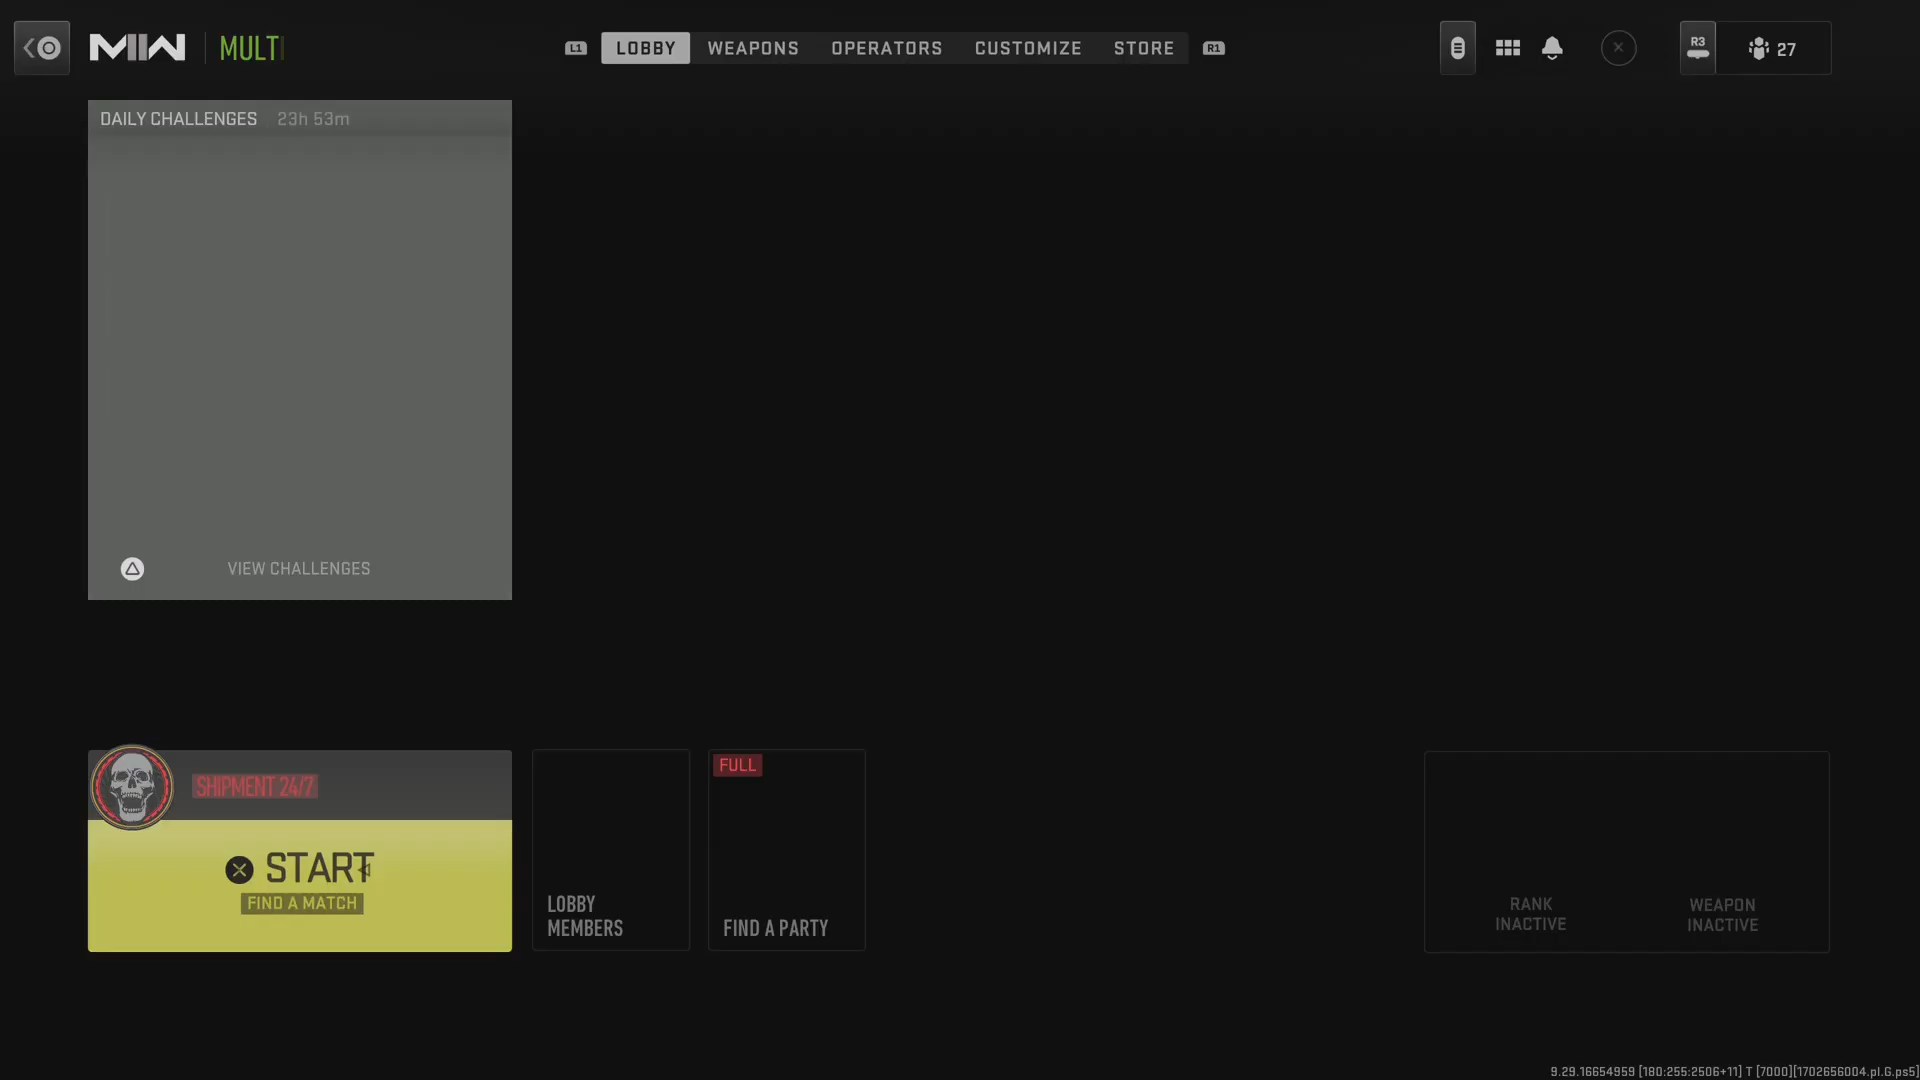 MWII MULTI
L1 LOBBY WEAPONS OPERATORS CUSTOMIZE STORE R1
R3 27
DAILY CHALLENGES 23h 53m
VIEW CHALLENGES
SHIPMENT 24/7
START
FIND A MATCH
LOBBY
MEMBERS
FULL
FIND A PARTY
RANK
INACTIVE
WEAPON
INACTIVE
9.29.16654959 [180:255:2506+11] T [7000][1702656004.pl.G.ps5]